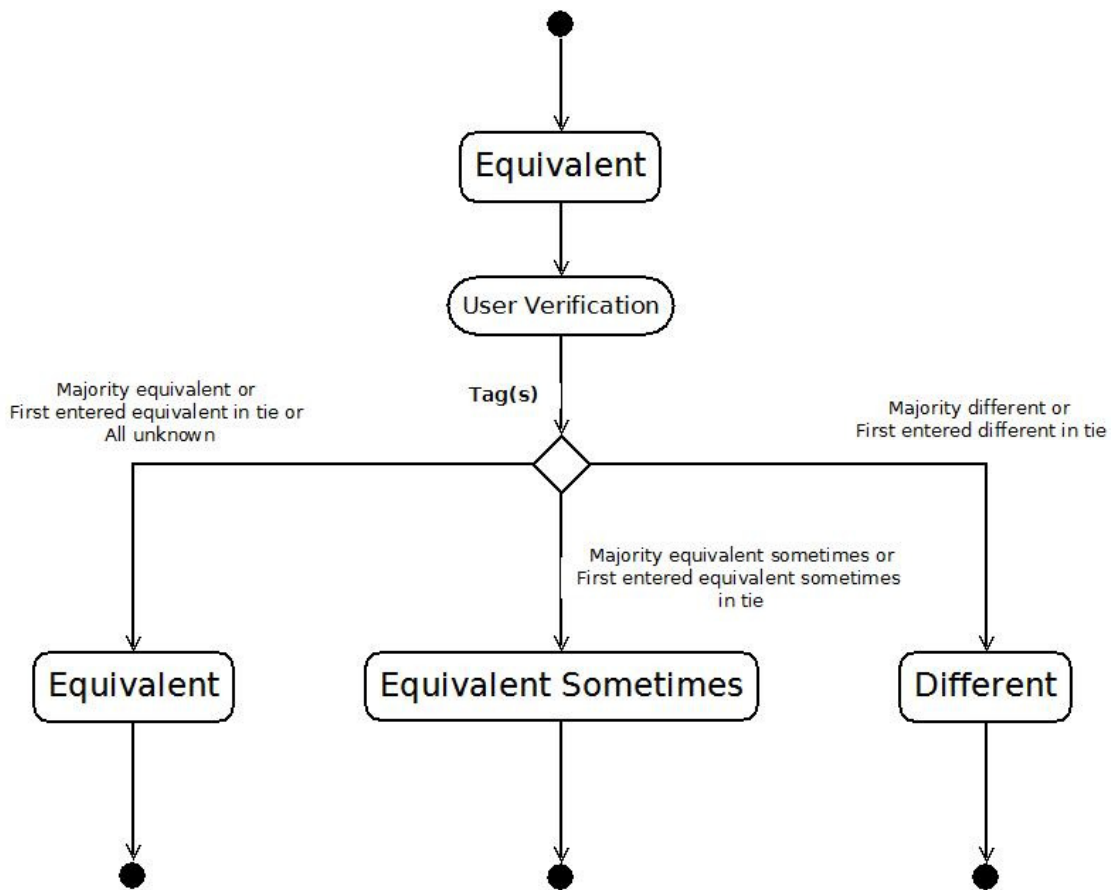 Equivalent
User Verification
Tag(s)
Majority equivalent or
First entered equivalent in tie or
All unknown
Majority different or
First entered different in tie
Majority equivalent sometimes or
First entered equivalent sometimes
in tie
Equivalent
Equivalent Sometimes
Different